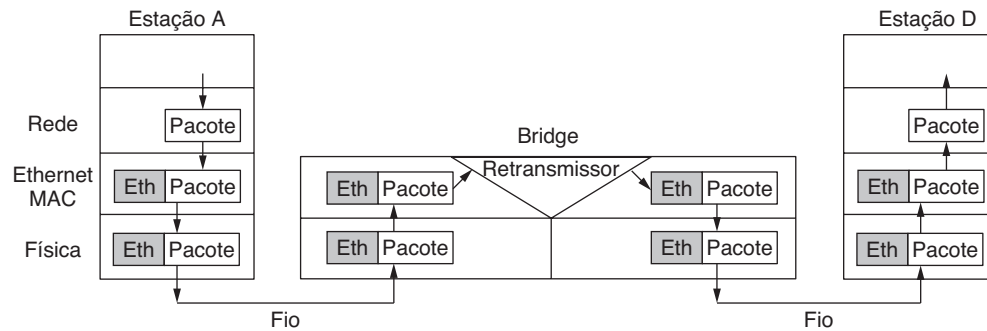 Estação A
Estação D
Rede
Pacote
Pacote
Bridge
Ethernet
MAC
Eth Pacote
Eth Pacote
Retransmissor
Eth Pacote
Eth Pacote
Física
Eth Pacote
Eth Pacote
Eth Pacote
Eth Pacote
Fio
Fio